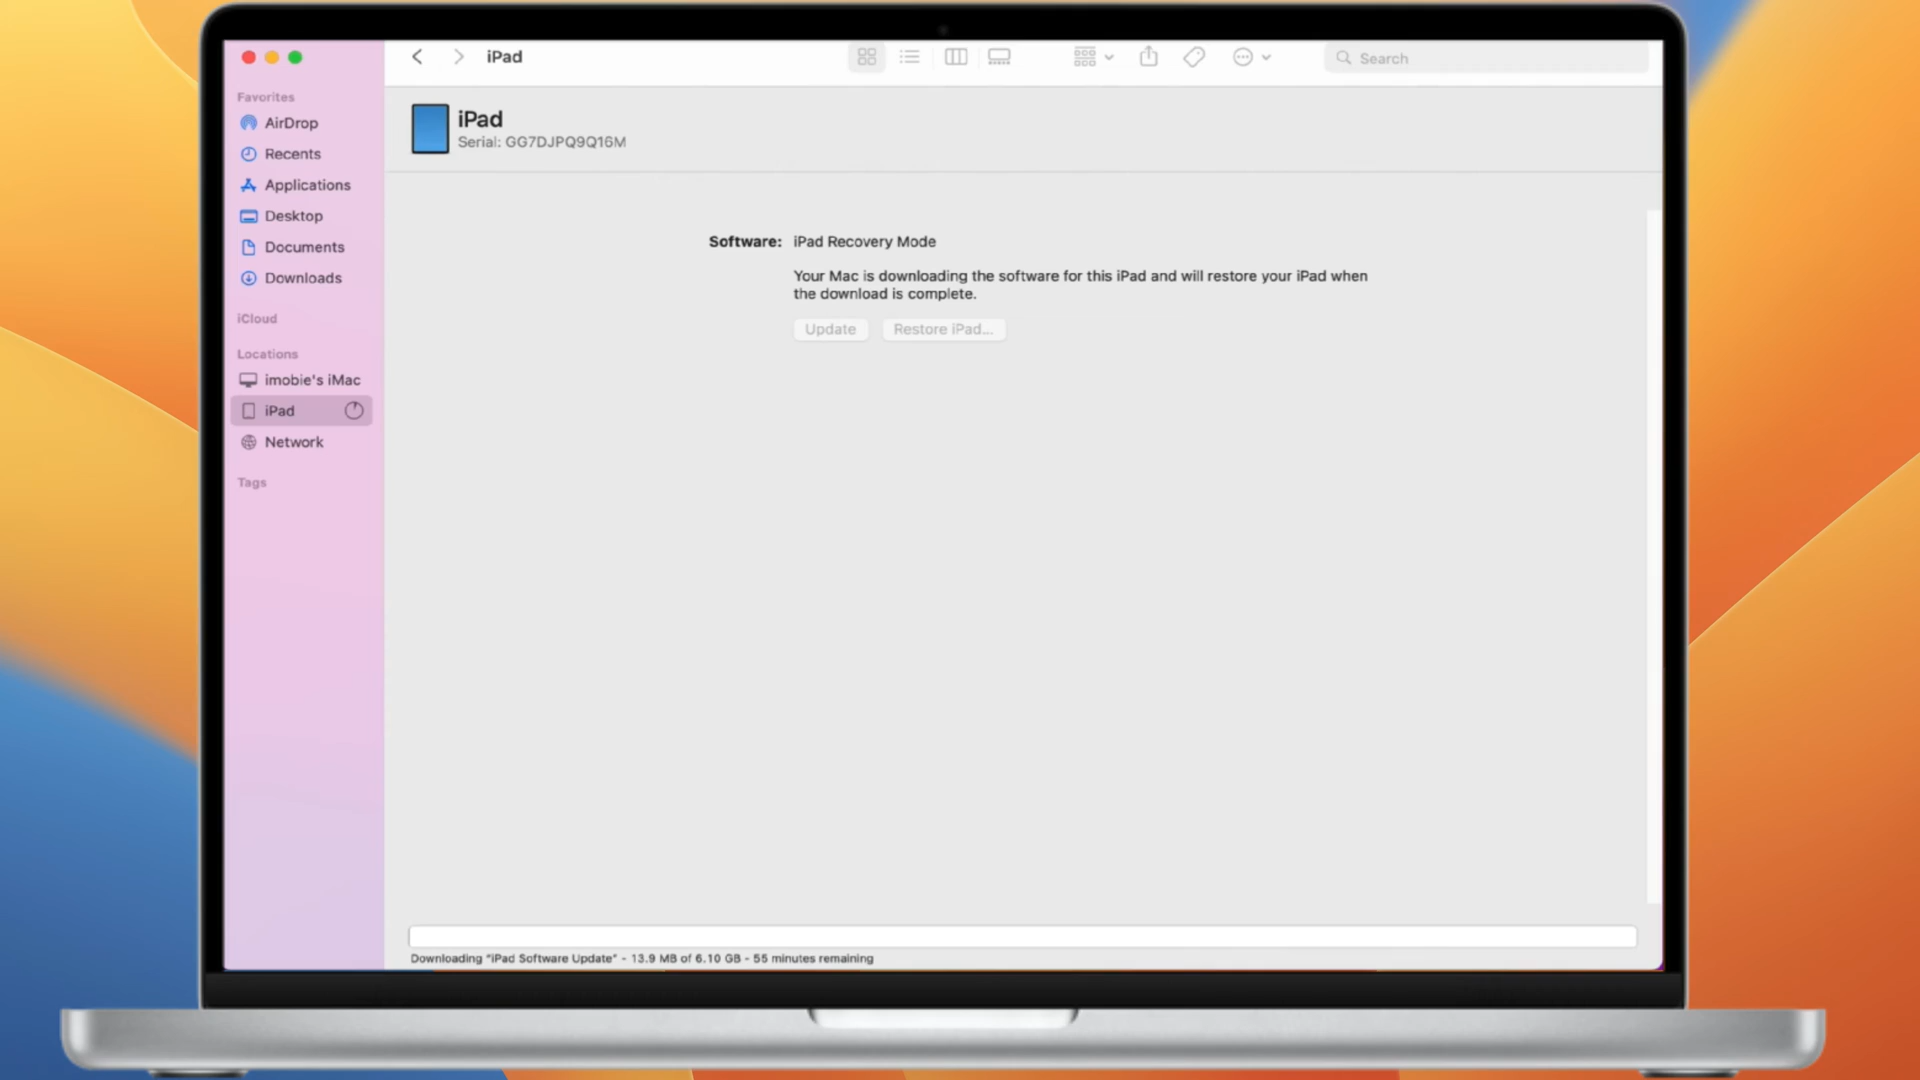 iPad
Search
Favorites
AirDrop
Recents
Applications
Desktop
Documents
Downloads
iCloud
Locations
imobie's iMac
iPad
Network
Tags
iPad
Serial: GG7DJPQ9Q16M
Software: iPad Recovery Mode
Your Mac is downloading the software for this iPad and will restore your iPad when
the download is complete.
Update Restore iPad...
Downloading "iPad Software Update" - 13.9 MB of 6.10 GB - 55 minutes remaining